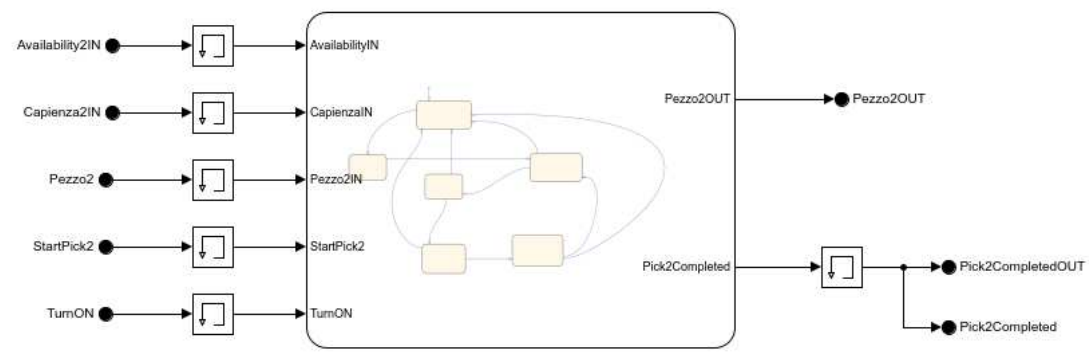 Availability2IN
AvailabilityIN
Capienza2IN
CapienzaIN
Pezzo2OUT
Pezzo2OUT
Pezzo2
Pezzo2IN
StartPick2
StartPick2
Pick2Completed
Pick2CompletedOUT
TurnON
TurnON
Pick2Completed